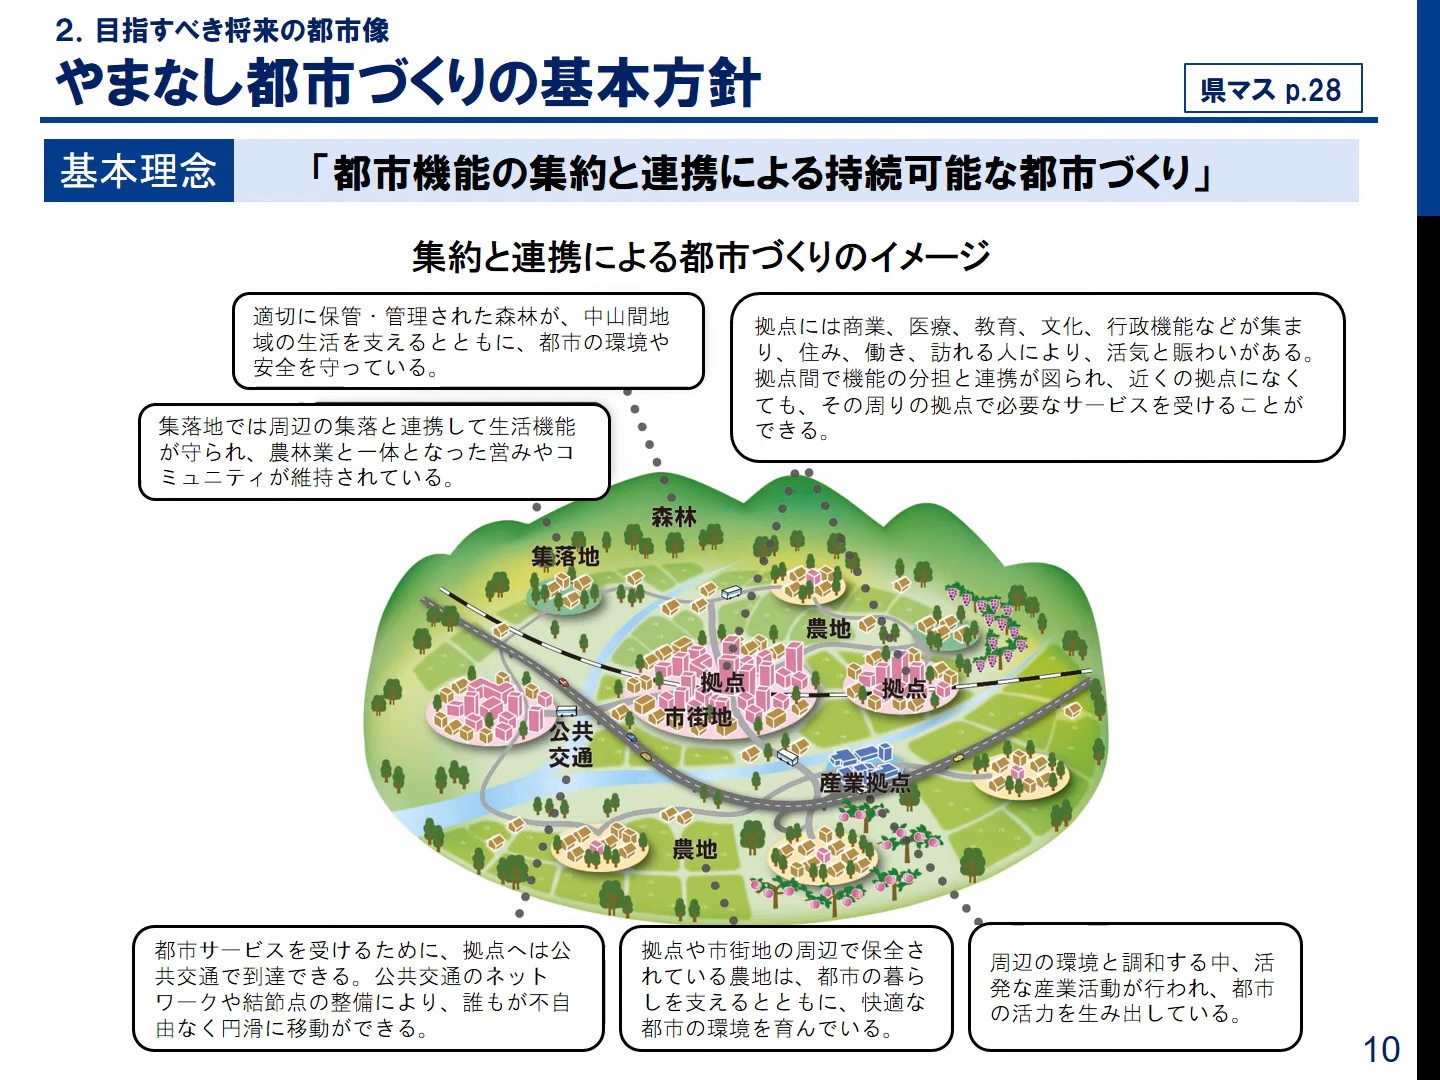 2. 目指すべき将来の都市像
やまなし都市づくりの基本方針
県マス p.28
基本理念
「都市機能の集約と連携による持続可能な都市づくり」
集約と連携による都市づくりのイメージ
適切に保管・管理された森林が、中山間地
域の生活を支えるとともに、都市の環境や
安全を守っている。
拠点には商業、医療、教育、文化、行政機能などが集ま
り、住み、働き、訪れる人により、活気と賑わいがある。
拠点間で機能の分担と連携が図られ、近くの拠点になく
ても、その周りの拠点で必要なサービスを受けることが
できる。
集落地では周辺の集落と連携して生活機能
が守られ、農林業と一体となった営みやコ
ミュニティが維持されている。
森林
集落地
農地
拠点
拠点
市街地
公共
交通
産業拠点
農地
都市サービスを受けるために、拠点へは公
共交通で到達できる。公共交通のネット
ワークや結節点の整備により、誰もが不自
由なく円滑に移動ができる。
拠点や市街地の周辺で保全さ
れている農地は、都市の暮ら
しを支えるとともに、快適な
都市の環境を育んでいる。
周辺の環境と調和する中、活
発な産業活動が行われ、都市
の活力を生み出している。
10